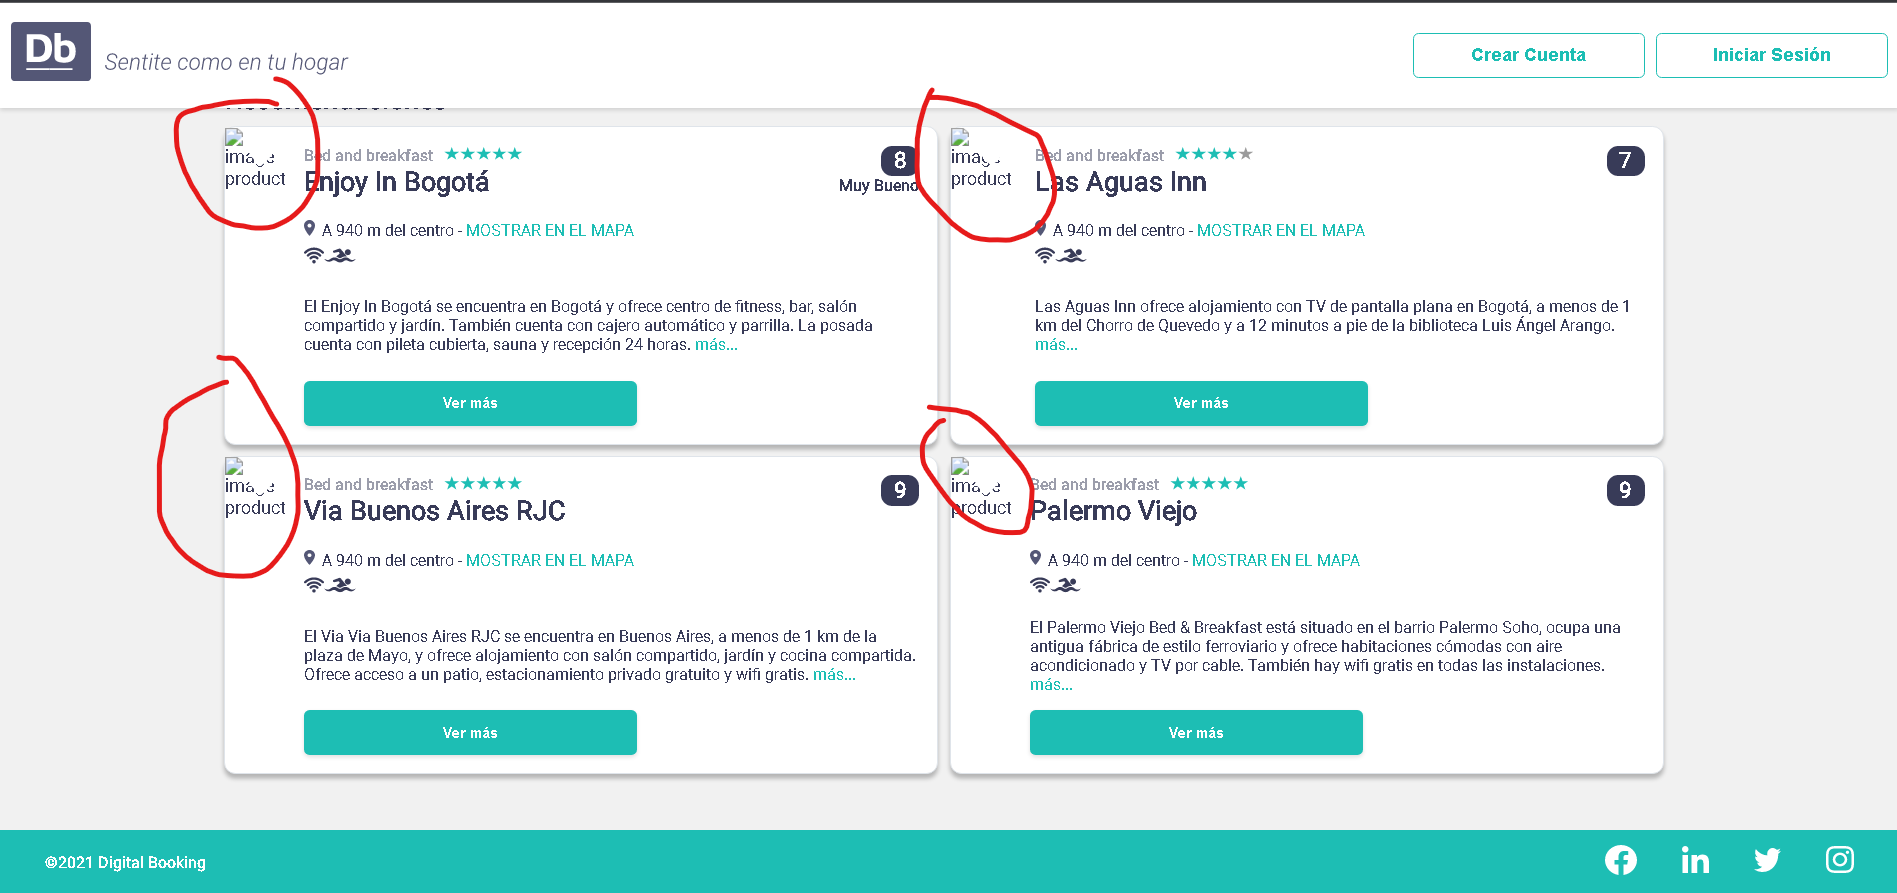 Db
Sentite como en tu hogar
Crear Cuenta
Iniciar Sesión
Recomendaciones
image
product
Bed and breakfast
Enjoy In Bogotá
8
Muy Bueno
A 940 m del centro - MOSTRAR EN EL MAPA
El Enjoy In Bogotá se encuentra en Bogotá y ofrece centro de fitness, bar, salón
compartido y jardín. También cuenta con cajero automático y parrilla. La posada
cuenta con pileta cubierta, sauna y recepción 24 horas. más...
Ver más
image
product
Bed and breakfast
Las Aguas Inn
7
A 940 m del centro - MOSTRAR EN EL MAPA
Las Aguas Inn ofrece alojamiento con TV de pantalla plana en Bogotá, a menos de 1
km del Chorro de Quevedo y a 12 minutos a pie de la biblioteca Luis Ángel Arango.
más...
Ver más
image
product
Bed and breakfast
Via Buenos Aires RJC
9
A 940 m del centro - MOSTRAR EN EL MAPA
El Via Via Buenos Aires RJC se encuentra en Buenos Aires, a menos de 1 km de la
plaza de Mayo, y ofrece alojamiento con salón compartido, jardín y cocina compartida.
Ofrece acceso a un patio, estacionamiento privado gratuito y wifi gratis. más...
Ver más
image
product
Bed and breakfast
Palermo Viejo
9
A 940 m del centro - MOSTRAR EN EL MAPA
El Palermo Viejo Bed & Breakfast está situado en el barrio Palermo Soho, ocupa una
antigua fábrica de estilo ferroviario y ofrece habitaciones cómodas con aire
acondicionado y TV por cable. También hay wifi gratis en todas las instalaciones.
más...
Ver más
©2021 Digital Booking